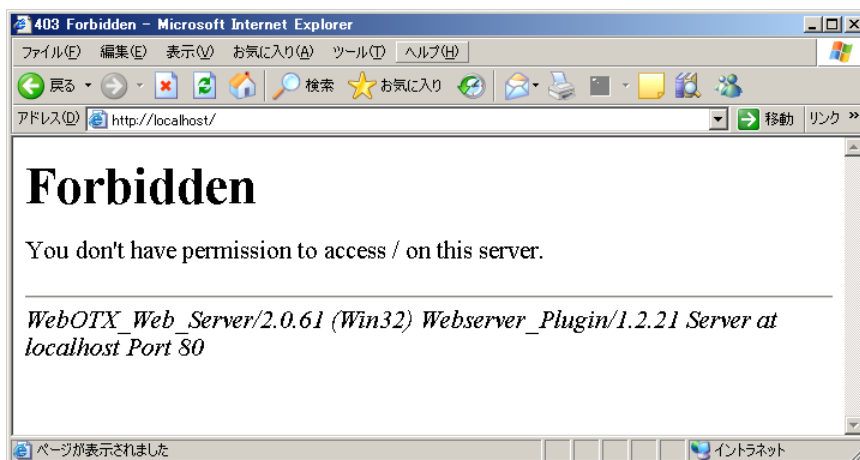 403 Forbidden - Microsoft Internet Explorer
ファイル(F) 編集(E) 表示(V) お気に入り(A) ツール(T) ヘルプ(H)
戻る 検索 お気に入り
アドレス(D) http://localhost/ 移動 リンク »
Forbidden
You don't have permission to access / on this server.
WebOTX_Web_Server/2.0.61 (Win32) Webserver_Plugin/1.2.21 Server at
localhost Port 80
ページが表示されました イントラネット